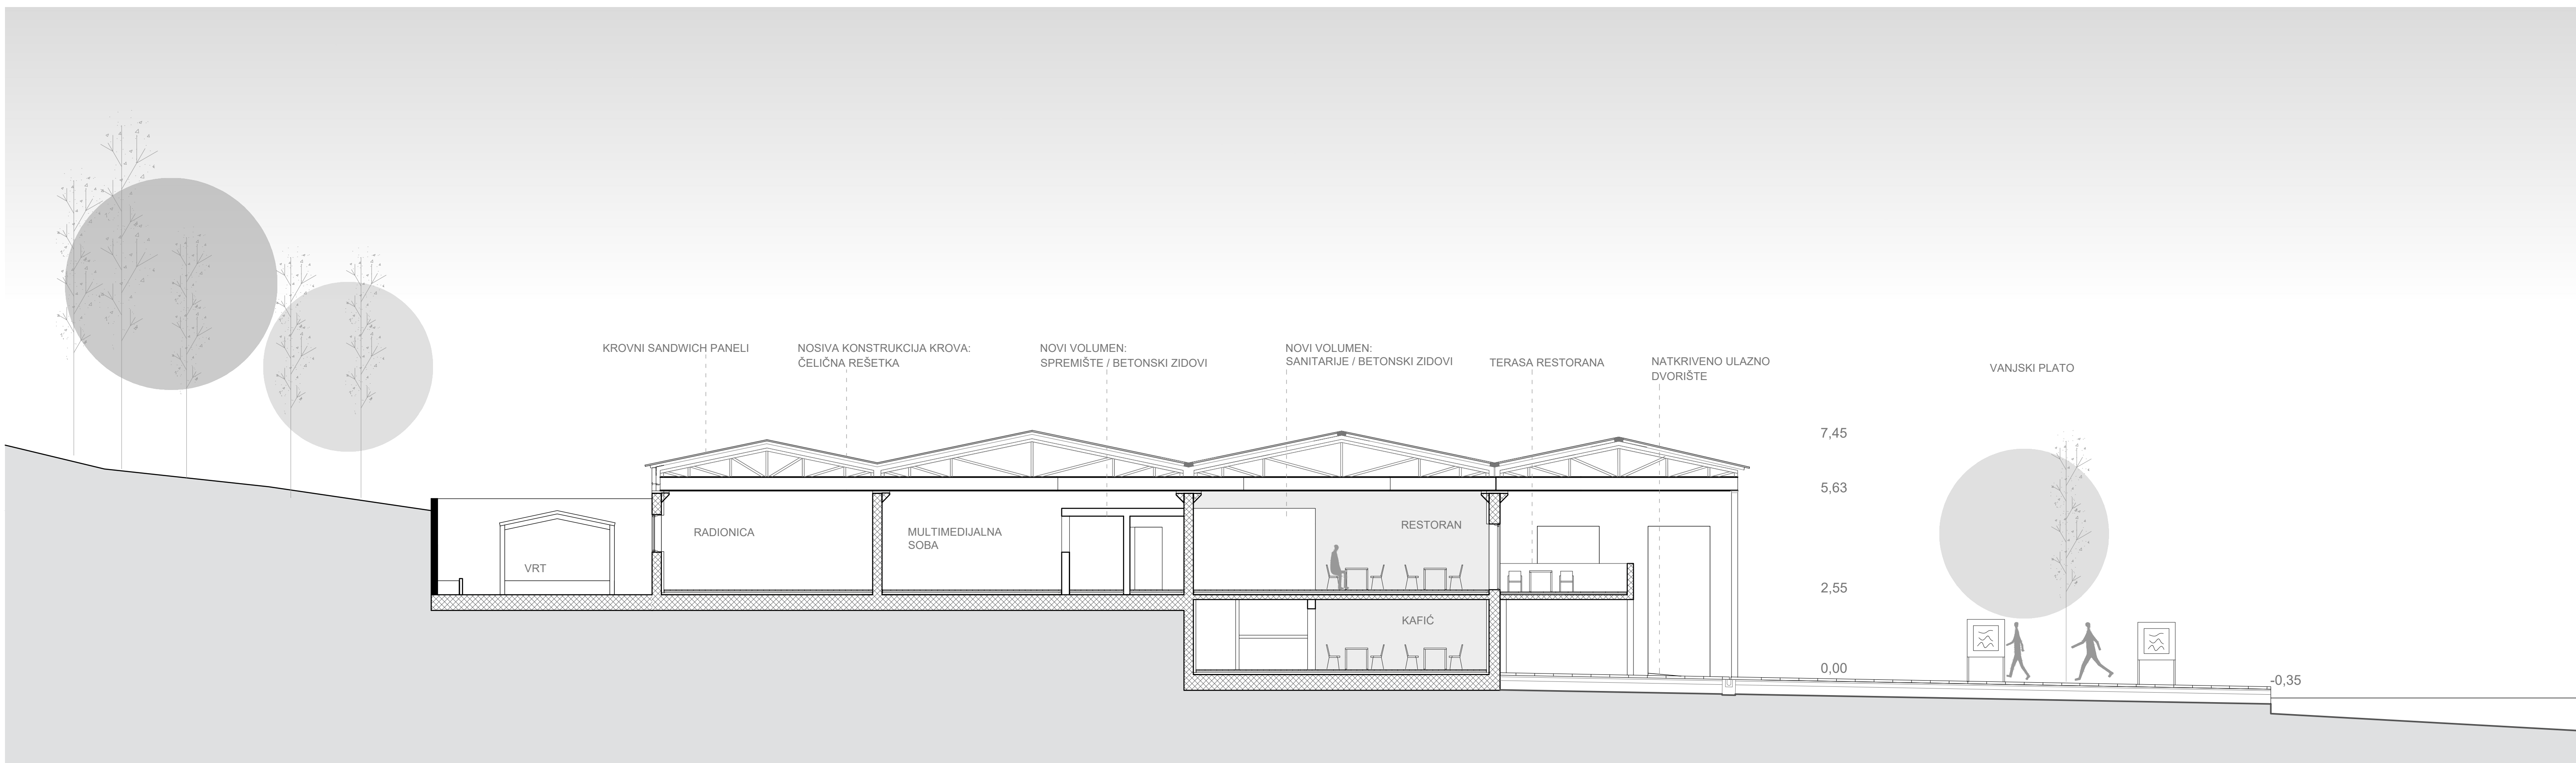 KROVNI SANDWICH PANELI
NOSIVA KONSTRUKCIJA KROVA:
ČELIČNA REŠETKA
NOVI VOLUMEN:
SPREMIŠTE / BETONSKI ZIDOVI
NOVI VOLUMEN:
SANITARIJE / BETONSKI ZIDOVI
TERASA RESTORANA
NATKRIVENO ULAZNO
DVORIŠTE
VANJSKI PLATO
7,45
5,63
2,55
0,00
-0,35
VRT
RADIONICA
MULTIMEDIJALNA
SOBA
RESTORAN
KAFIĆ